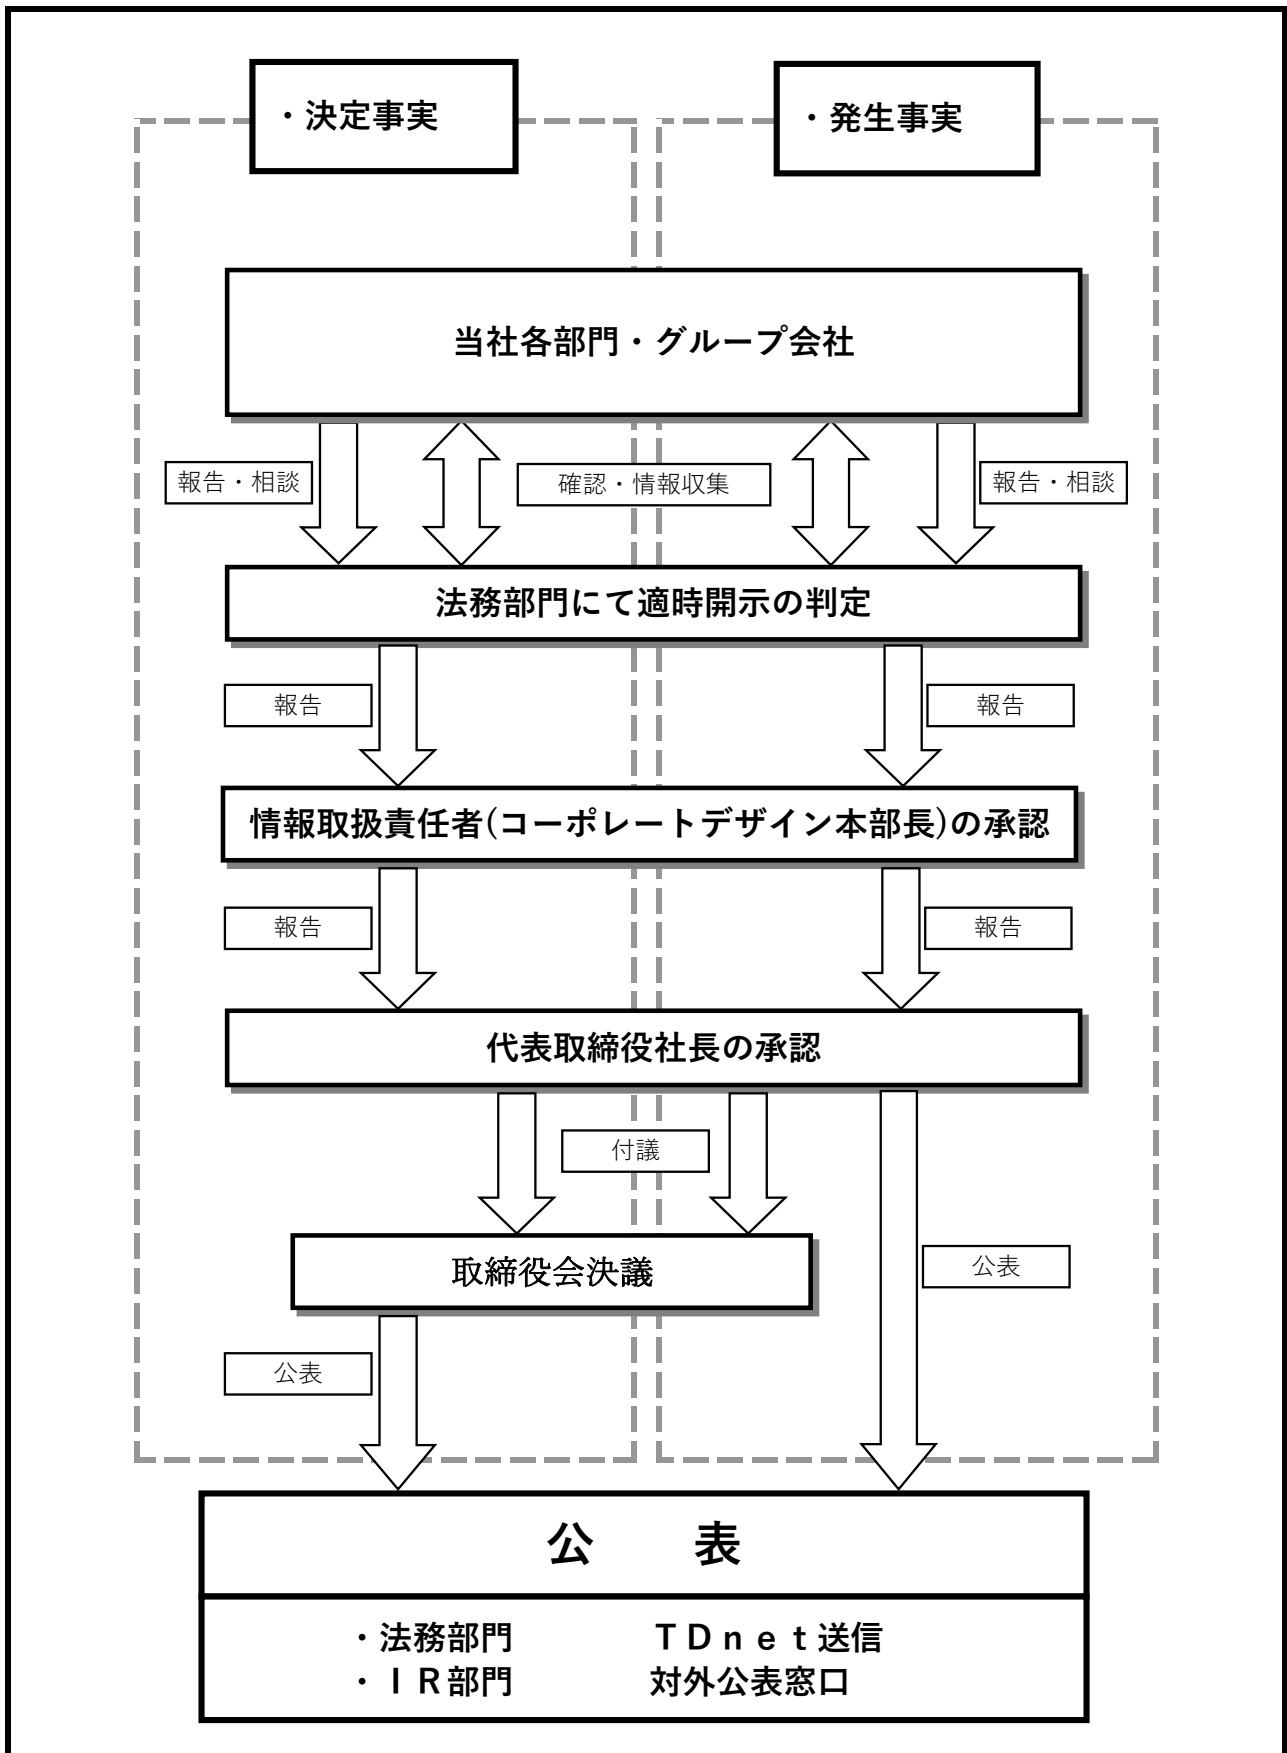 ・決定事実
・発生事実
当社各部門・グループ会社
報告・相談
確認・情報収集
報告・相談
法務部門にて適時開示の判定
報告
報告
情報取扱責任者(コーポレートデザイン本部長)の承認
報告
報告
代表取締役社長の承認
付議
取締役会決議
公表
公表
公　　表
・法務部門　　　　ＴＤｎｅｔ送信
・ＩＲ部門　　　　対外公表窓口